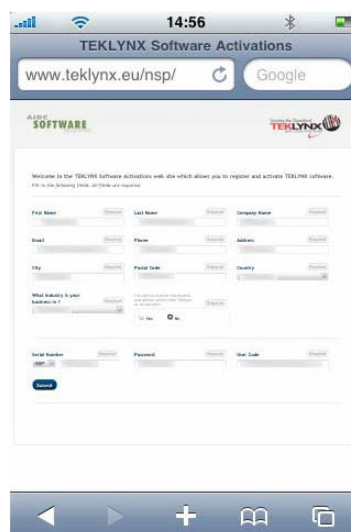 14:56
TEKLYNX Software Activations
www.teklynx.eu/nsp/
Google
SOFTWARE
TEKLYNX
Welcome to the TEKLYNX Software Activations web site which allows you to register and activate TEKLYNX software.
Fill in the following fields. All fields are required
First Name Required Last Name Required Company Name Required
Email Required Phone Required Address Required
City Required Postal Code Required Country Required
What industry is your
business in ? Required
Required
Yes No
Serial Number Required Password Required User Code Required
Submit